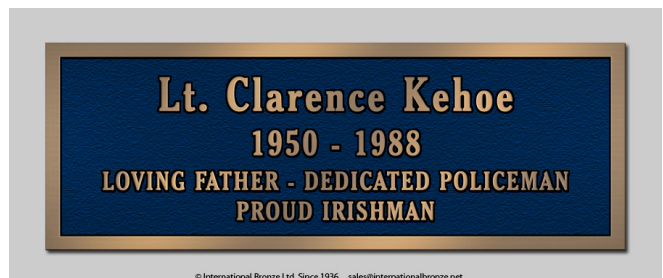 Lt. Clarence Kehoe
1950 - 1988
LOVING FATHER - DEDICATED POLICEMAN
PROUD IRISHMAN
© International Bronze Ltd. Since 1936 sales@internationalbronze.net